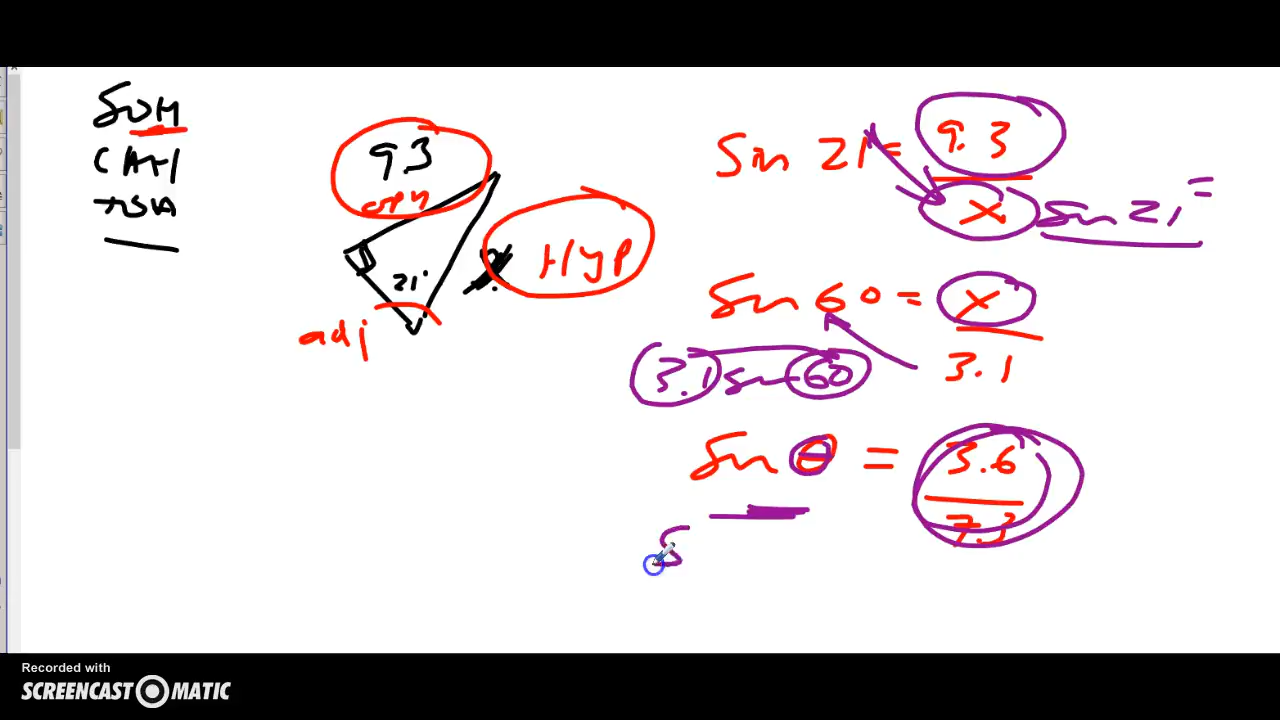 SOH
CAH
TOA
9.3
opp
Hyp
21°
adj
Sin 21 = 9.3
x
Sin 21 =
Sin 60 = x
3.1
3.1 Sin 60
Sin θ = 3.6
7.3
S
Recorded with
SCREENCAST MATIC